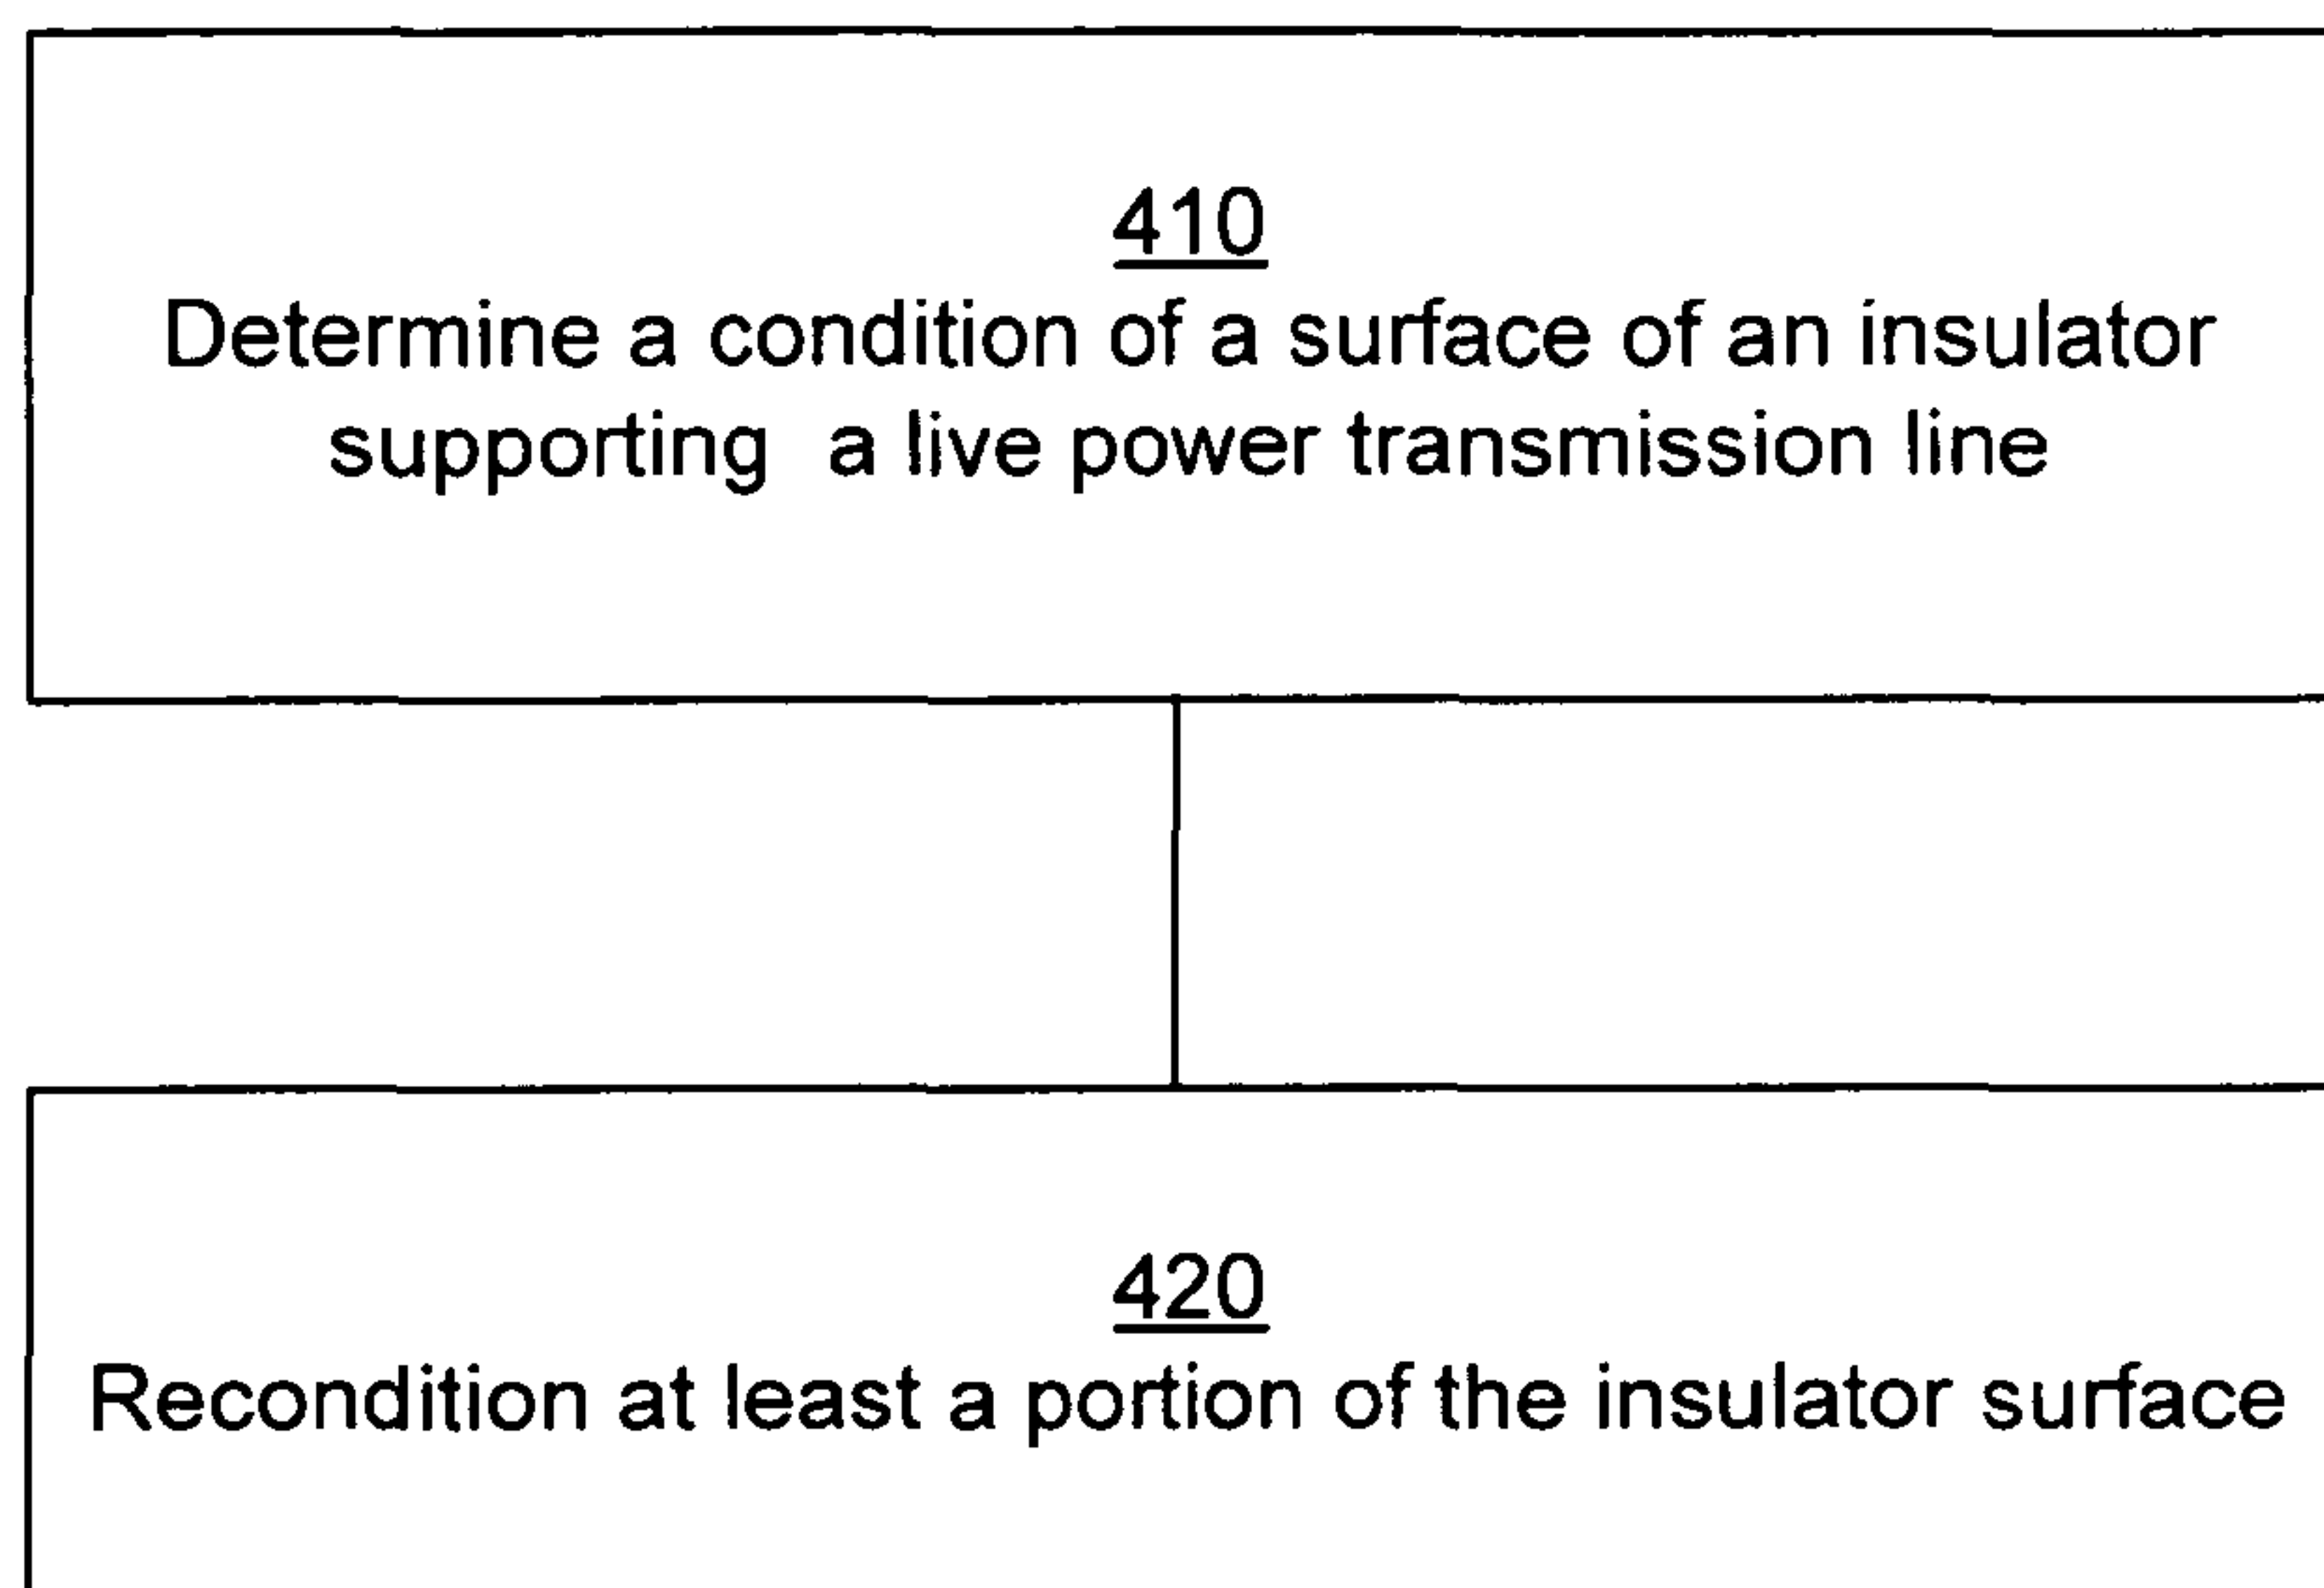 410
Determine a condition of a surface of an insulator
supporting a live power transmission line
420
Recondition at least a portion of the insulator surface